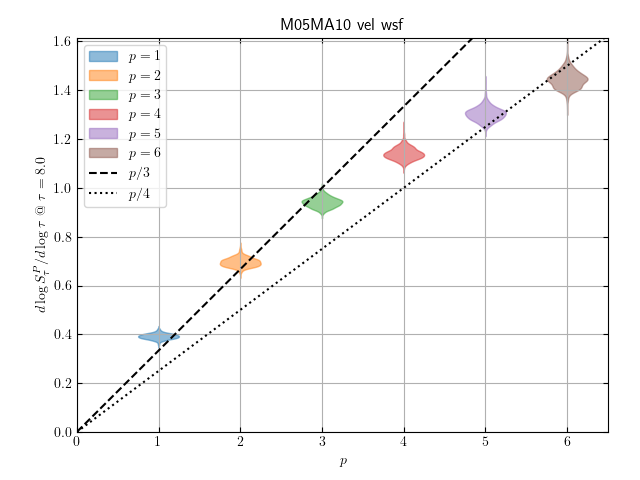 M05MA10 vel wsf
d log S_τ^P / d log τ @ τ = 8.0
1.6
1.4
1.2
1.0
0.8
0.6
0.4
0.2
0.0
p = 1
p = 2
p = 3
p = 4
p = 5
p = 6
p/3
p/4
0 1 2 3 4 5 6
p